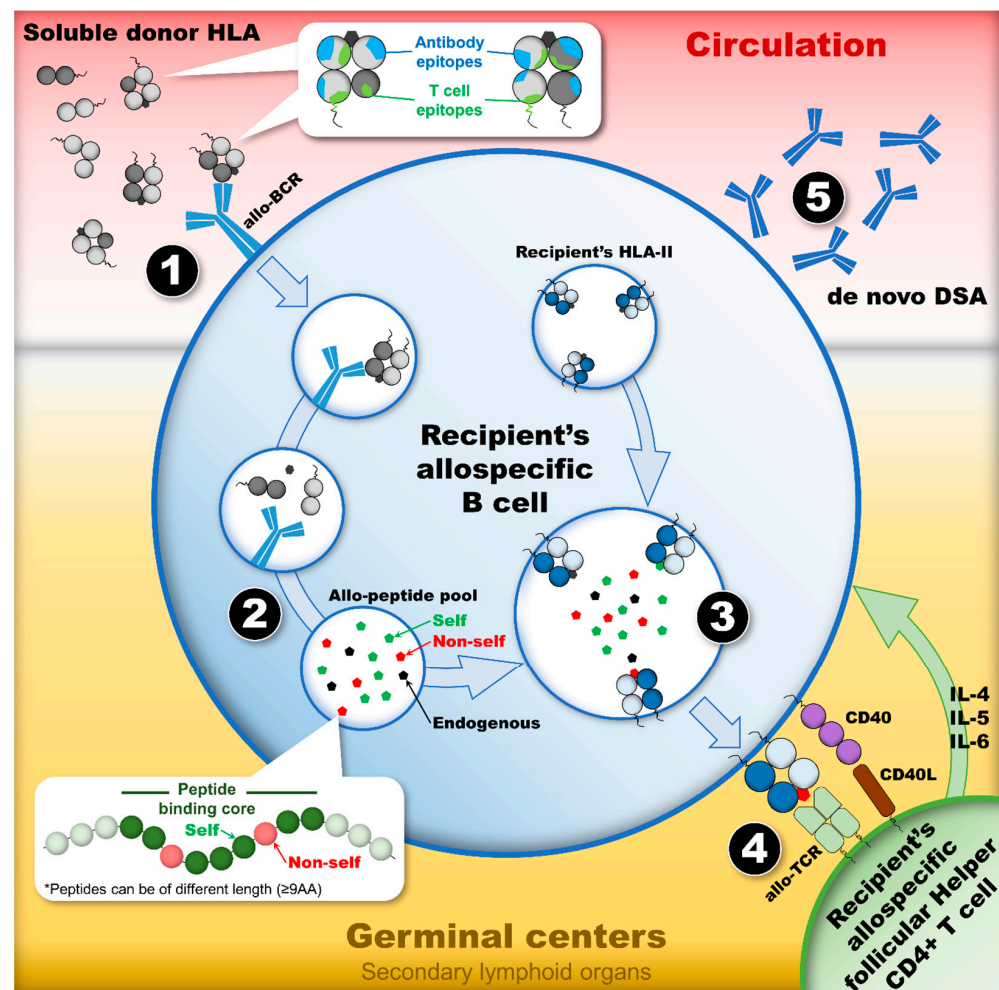 Soluble donor HLA
Antibody
epitopes
T cell
epitopes
Circulation
allo-BCR
1
5
de novo DSA
Recipient's HLA-II
Recipient's
allospecific
B cell
2
Allo-peptide pool
Self
Non-self
Endogenous
3
Peptide
binding core
Self
Non-self
*Peptides can be of different length (≥9AA)
CD40
CD40L
IL-4
IL-5
IL-6
4
allo-TCR
Recipient's
allospecific
follicular Helper
CD4+ T cell
Germinal centers
Secondary lymphoid organs